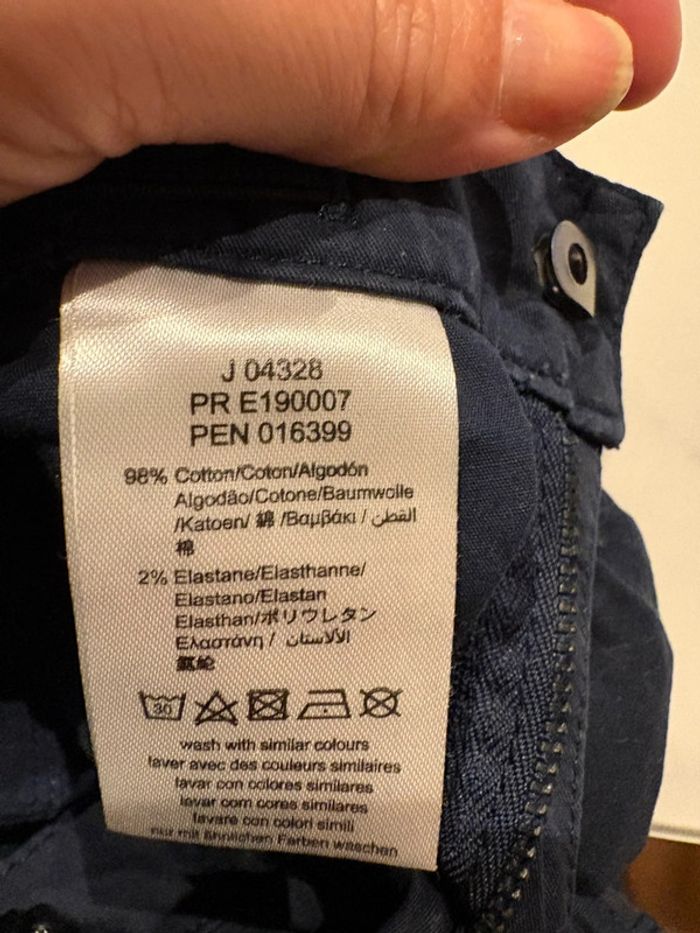 J 04328
PR E190007
PEN 016399
98% Cotton/Coton/Algodón
Algodão/Cotone/Baumwolle
/Katoen/ 綿 /Βαμβάκι / القطن
棉
2% Elastane/Elasthanne/
Elastano/Elastan
Elasthan/ポリウレタン
Ελαστάνη / الألاستان
氨纶
30
wash with similar colours
laver avec des couleurs similaires
lavar con colores similares
lavar com cores similares
lavare con colori simili
nur mit ähnlichen Farben waschen